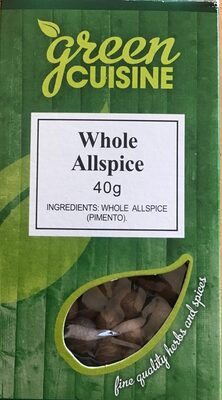 green
CUISINE
Whole
Allspice
40g
INGREDIENTS: WHOLE ALLSPICE
(PIMENTO).
fine quality herbs and spices